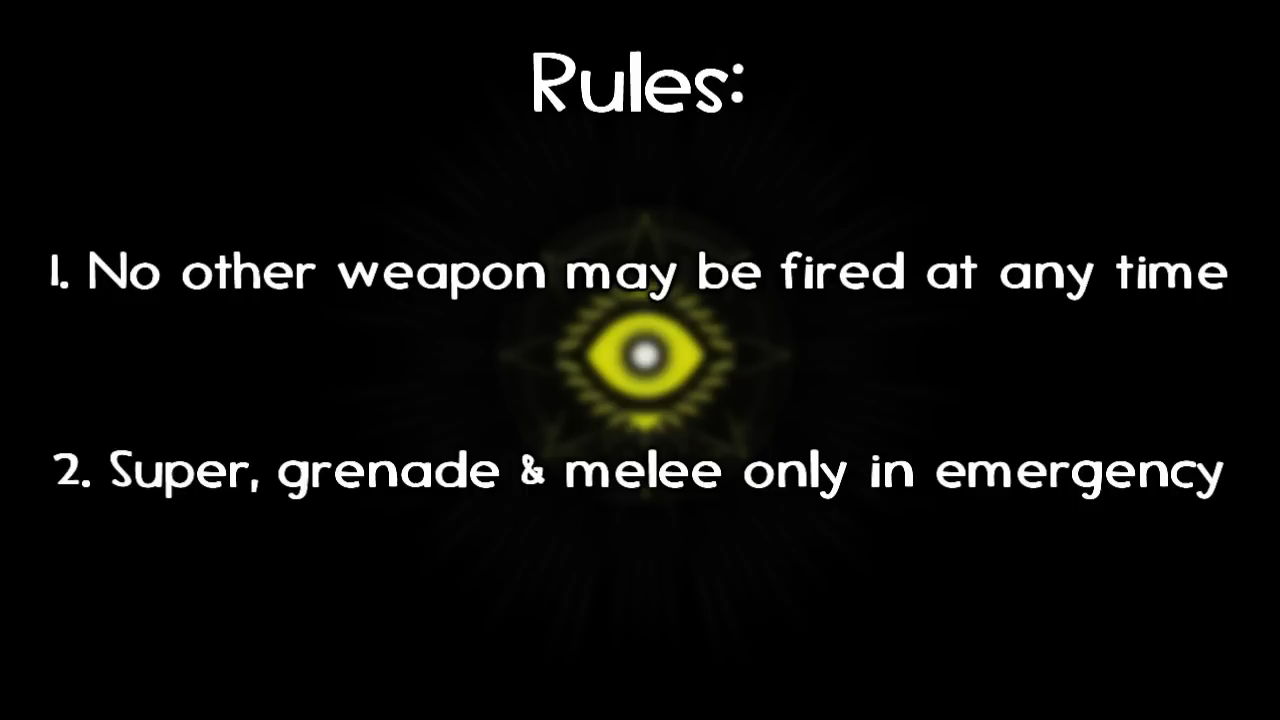 Rules:
1. No other weapon may be fired at any time
2. Super, grenade & melee only in emergency